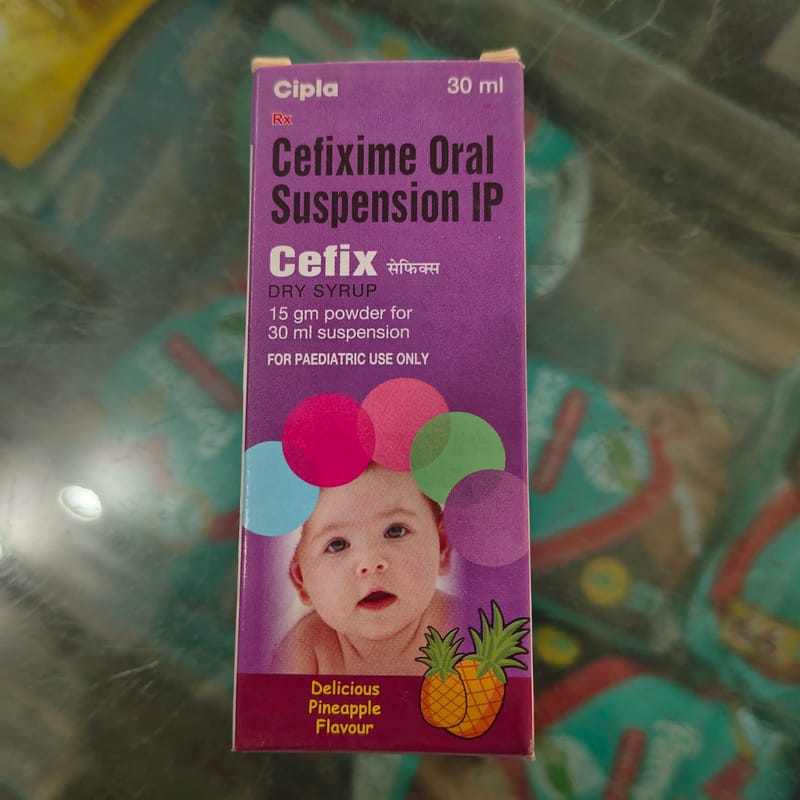 Cipla
30 ml
Rx
Cefixime Oral
Suspension IP
Cefix सेफिक्स
DRY SYRUP
15 gm powder for
30 ml suspension
FOR PAEDIATRIC USE ONLY
Delicious
Pineapple
Flavour